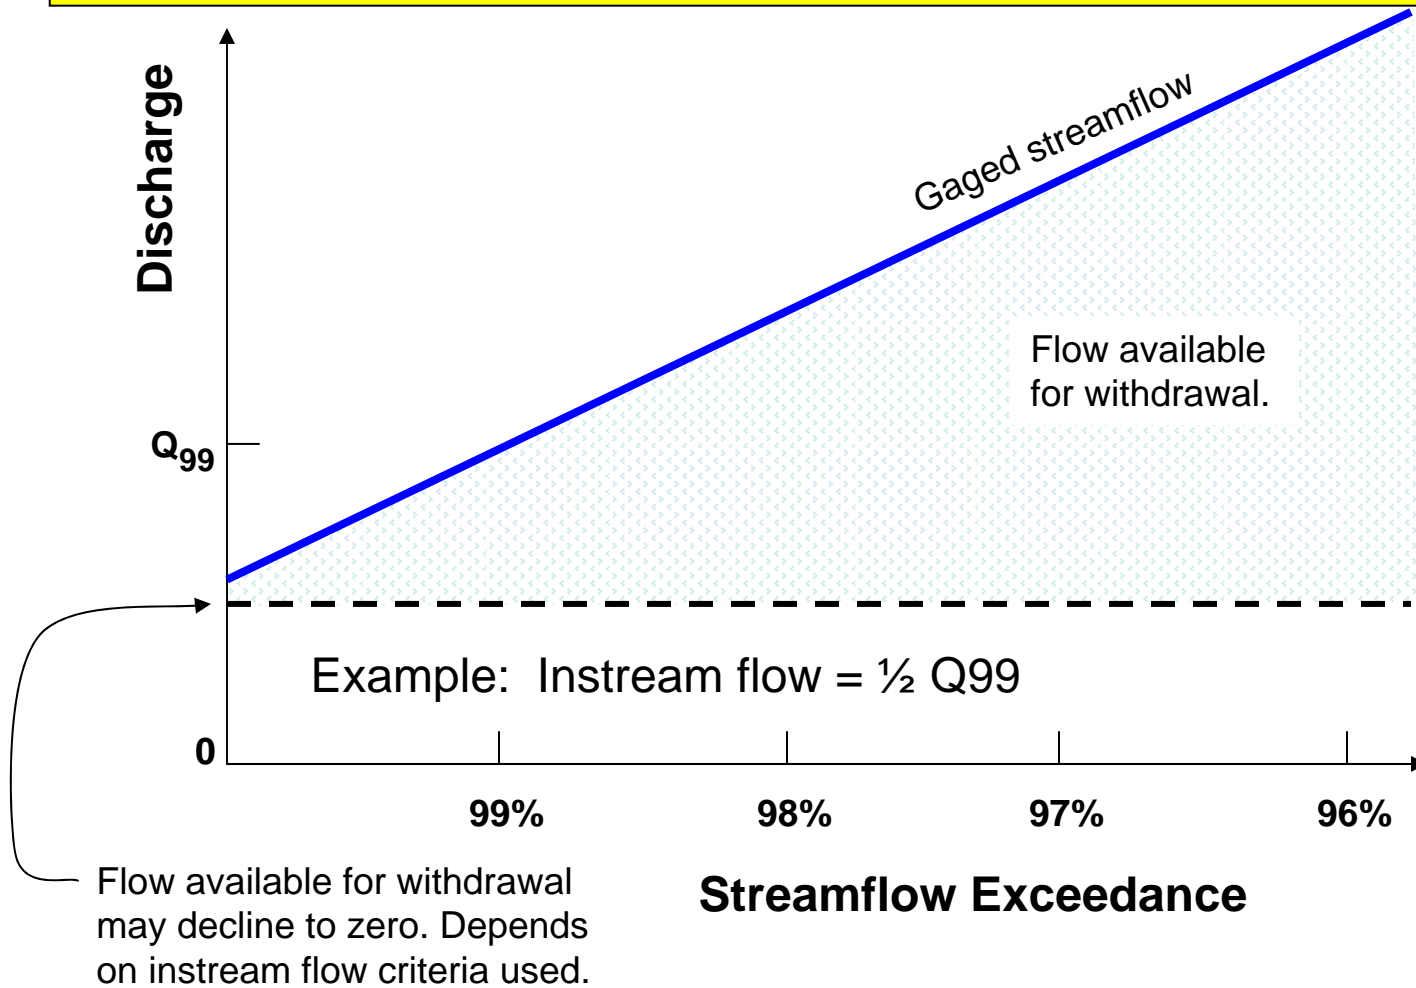 Discharge
Gaged streamflow
Flow available
for withdrawal.
Q99
Example: Instream flow = ½ Q99
0
99% 98% 97% 96%
Streamflow Exceedance
Flow available for withdrawal
may decline to zero. Depends
on instream flow criteria used.